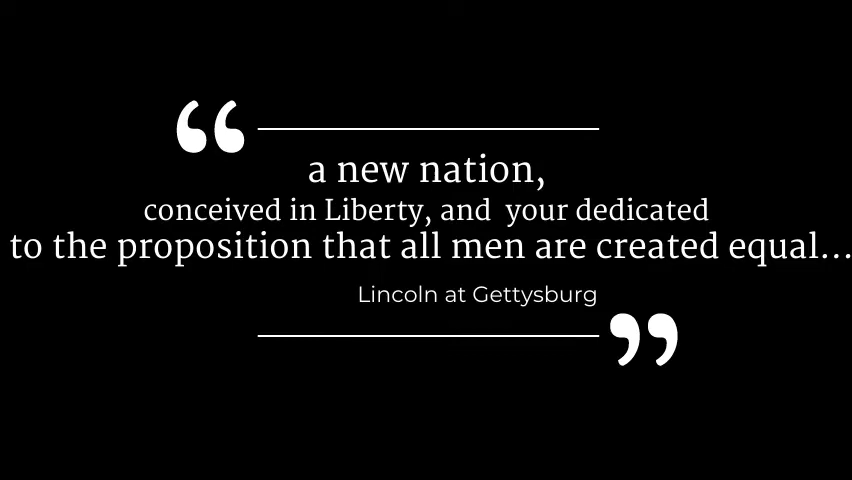 “
a new nation,
conceived in Liberty, and  your dedicated
to the proposition that all men are created equal...
Lincoln at Gettysburg
”